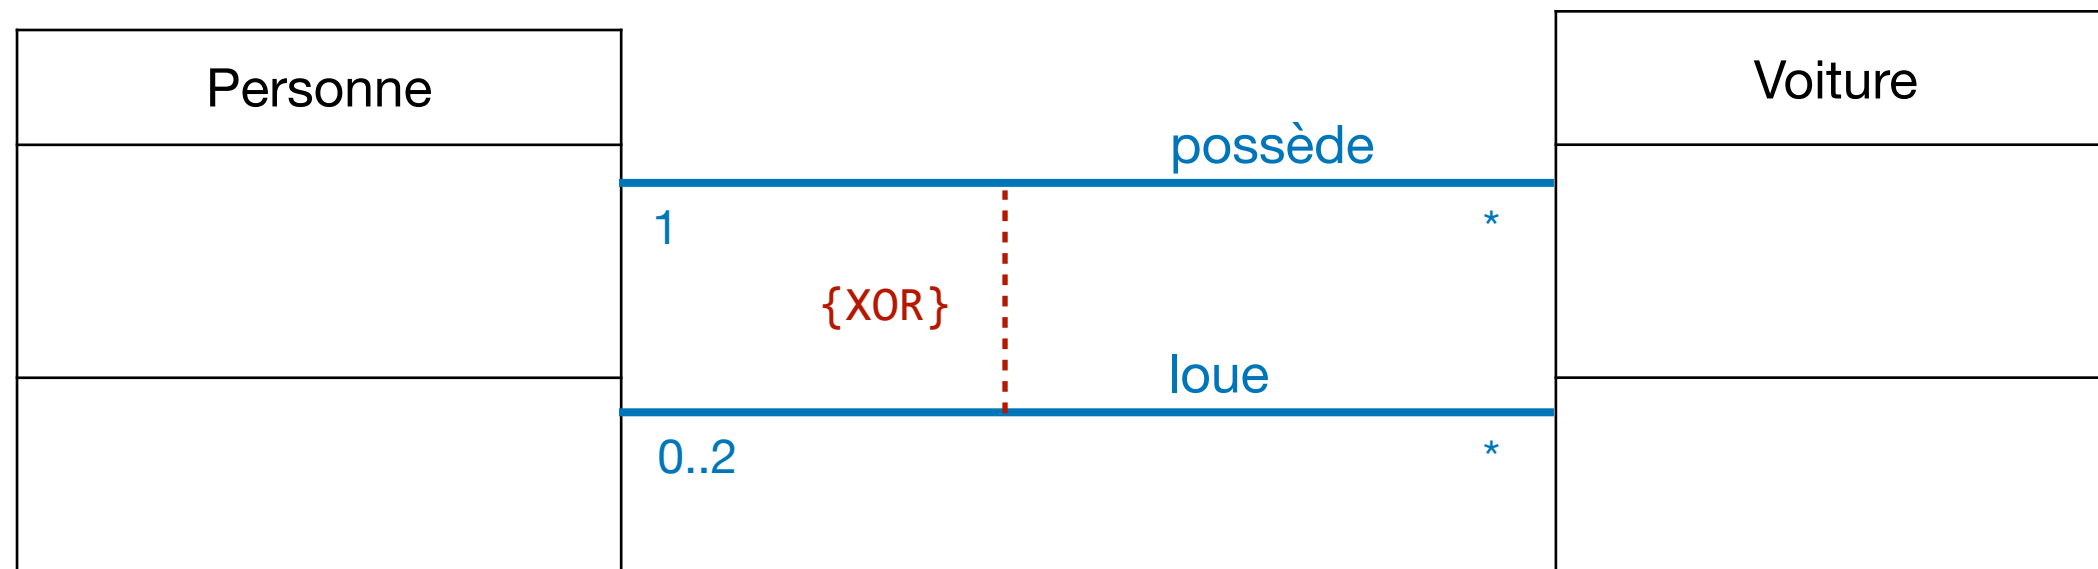 Personne
Voiture
possède
1
*
{XOR}
loue
0..2
*